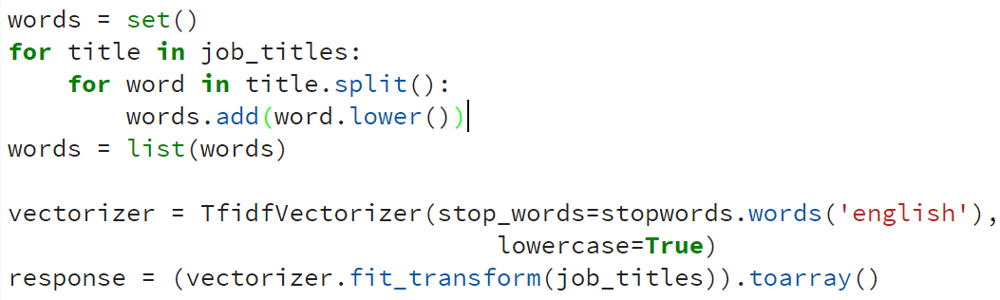 words = set()
for title in job_titles:
    for word in title.split():
        words.add(word.lower())
words = list(words)

vectorizer = TfidfVectorizer(stop_words=stopwords.words('english'),
                                 lowercase=True)
response = (vectorizer.fit_transform(job_titles)).toarray()